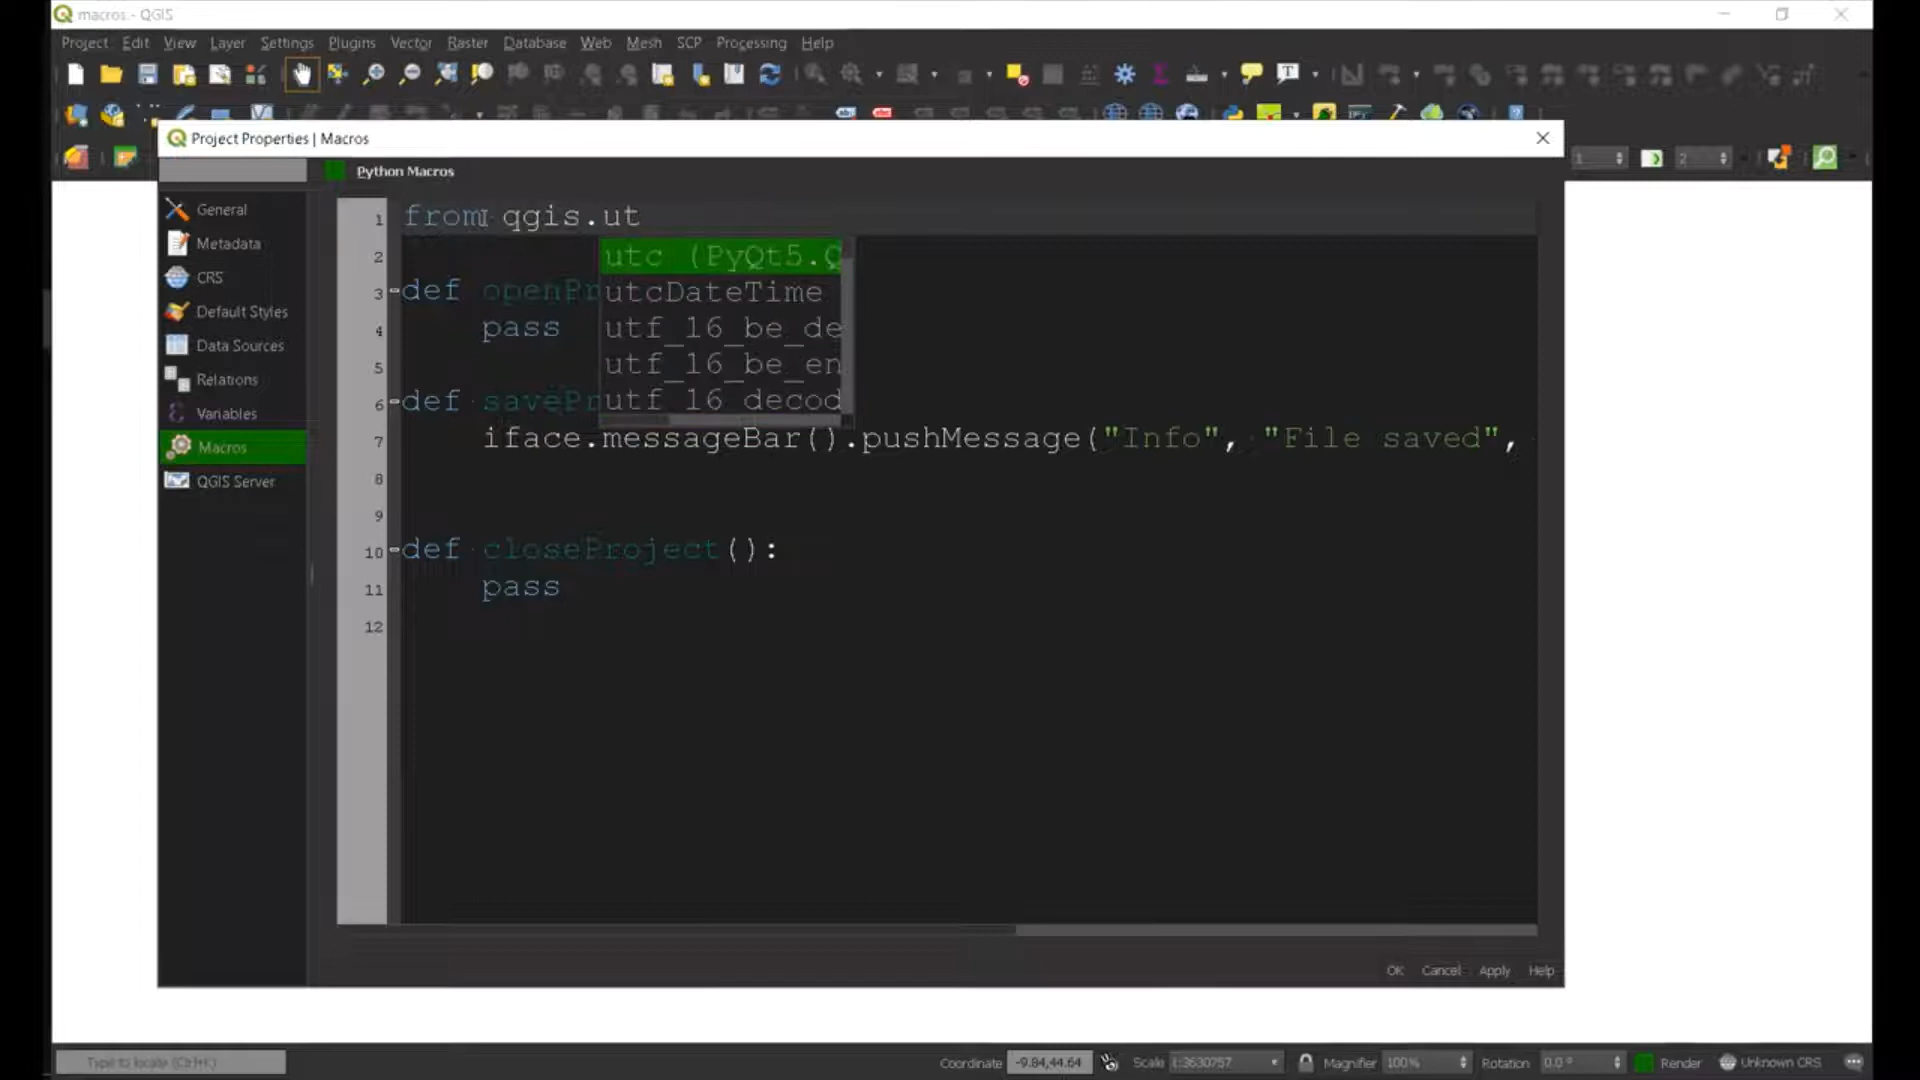 macros - QGIS
Project Edit View Layer Settings Plugins Vector Raster Database Web Mesh SCP Processing Help
Project Properties | Macros
1 2
Python Macros
General
Metadata
CRS
Default Styles
Data Sources
Relations
Variables
Macros
QGIS Server
1 from qgis.ut
2
3 def openPr
4 pass
5
6 def savePr
7 iface.messageBar().pushMessage("Info", "File saved",
8
9
10 def closeProject():
11 pass
12
utc (PyQt5.Q
utcDateTime
utf_16_be_de
utf_16_be_en
utf_16_decod
OK Cancel Apply Help
Type to locate (Ctrl+K)
Coordinate -9.84,44.64 Scale 1:3630757 Magnifier 100% Rotation 0.0 ° Render Unknown CRS